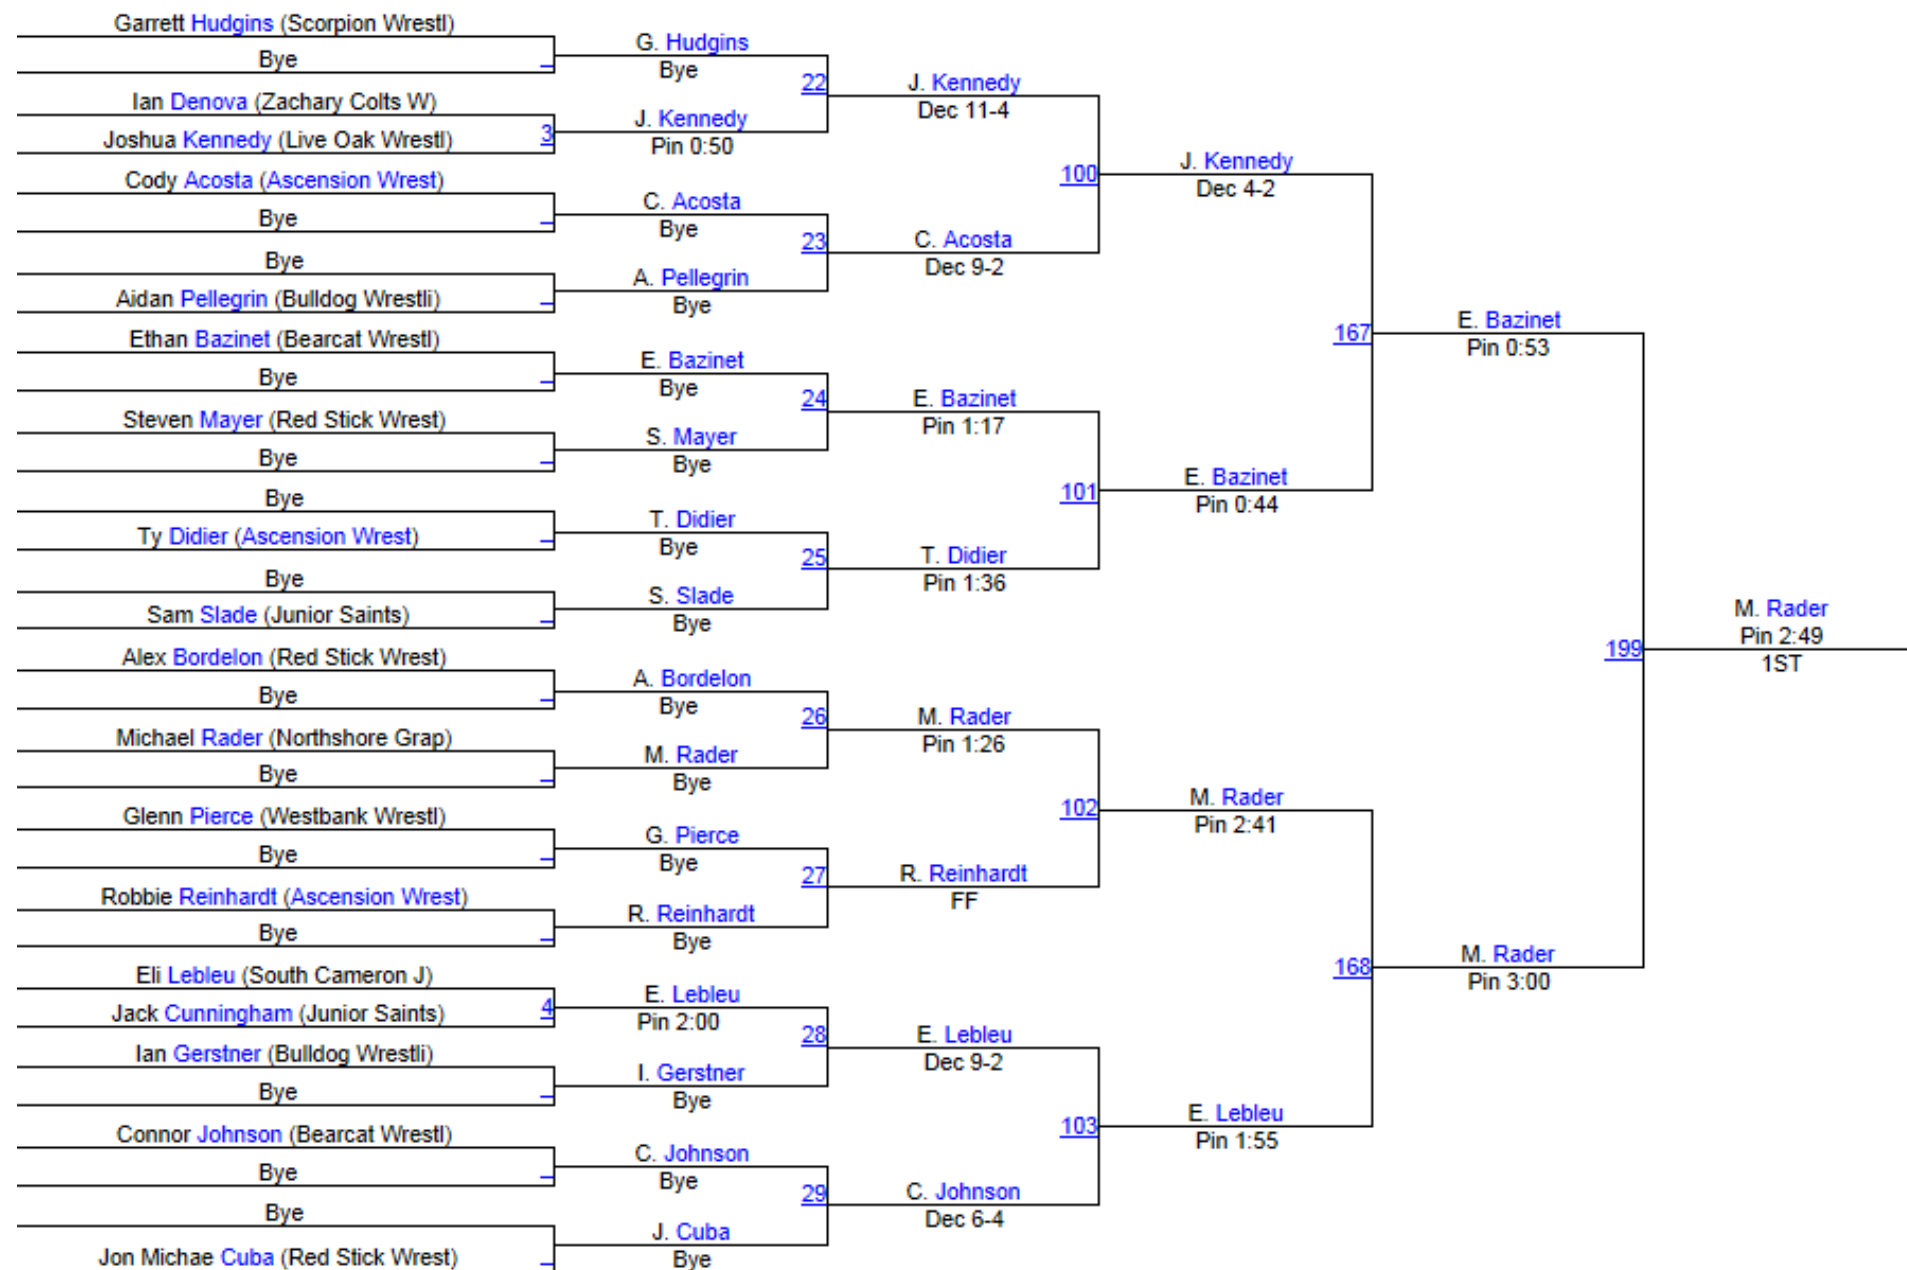 Garrett Hudgins (Scorpion Wrestl)
Bye
Ian Denova (Zachary Colts W)
Joshua Kennedy (Live Oak Wrestl)
3
Cody Acosta (Ascension Wrest)
Bye
Bye
Aidan Pellegrin (Bulldog Wrestli)
Ethan Bazinet (Bearcat Wrestl)
Bye
Steven Mayer (Red Stick Wrest)
Bye
Bye
Ty Didier (Ascension Wrest)
Bye
Sam Slade (Junior Saints)
Alex Bordelon (Red Stick Wrest)
Bye
Michael Rader (Northshore Grap)
Bye
Glenn Pierce (Westbank Wrestl)
Bye
Robbie Reinhardt (Ascension Wrest)
Bye
Eli Lebleu (South Cameron J)
Jack Cunningham (Junior Saints)
4
Ian Gerstner (Bulldog Wrestli)
Bye
Connor Johnson (Bearcat Wrestl)
Bye
Bye
Jon Michae Cuba (Red Stick Wrest)
G. Hudgins
Bye
22
J. Kennedy
Pin 0:50
C. Acosta
Bye
23
A. Pellegrin
Bye
E. Bazinet
Bye
24
S. Mayer
Bye
T. Didier
Bye
25
S. Slade
Bye
A. Bordelon
Bye
26
M. Rader
Bye
G. Pierce
Bye
27
R. Reinhardt
Bye
E. Lebleu
Pin 2:00
28
I. Gerstner
Bye
C. Johnson
Bye
29
J. Cuba
Bye
J. Kennedy
Dec 11-4
100
C. Acosta
Dec 9-2
E. Bazinet
Pin 1:17
101
T. Didier
Pin 1:36
M. Rader
Pin 1:26
102
R. Reinhardt
FF
E. Lebleu
Dec 9-2
103
C. Johnson
Dec 6-4
J. Kennedy
Dec 4-2
167
E. Bazinet
Pin 0:44
M. Rader
Pin 2:41
168
E. Lebleu
Pin 1:55
E. Bazinet
Pin 0:53
199
M. Rader
Pin 3:00
M. Rader
Pin 2:49
1ST